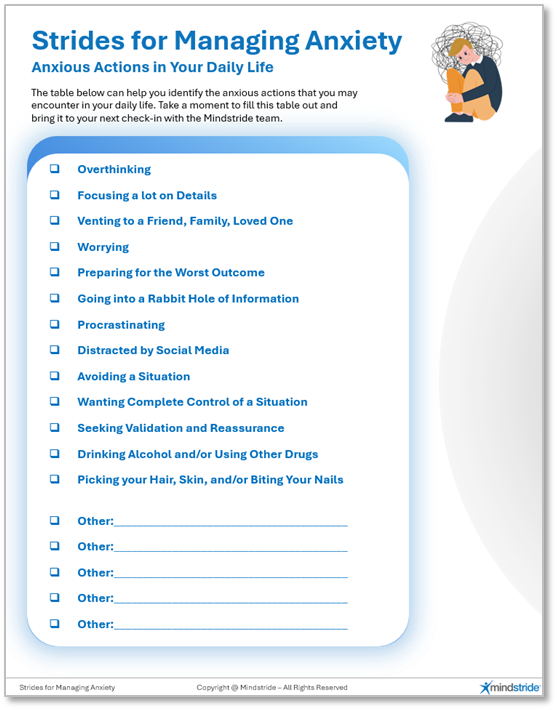 Strides for Managing Anxiety
Anxious Actions in Your Daily Life
The table below can help you identify the anxious actions that you may
encounter in your daily life. Take a moment to fill this table out and
bring it to your next check-in with the Mindstride team.
❑ Overthinking
❑ Focusing a lot on Details
❑ Venting to a Friend, Family, Loved One
❑ Worrying
❑ Preparing for the Worst Outcome
❑ Going into a Rabbit Hole of Information
❑ Procrastinating
❑ Distracted by Social Media
❑ Avoiding a Situation
❑ Wanting Complete Control of a Situation
❑ Seeking Validation and Reassurance
❑ Drinking Alcohol and/or Using Other Drugs
❑ Picking your Hair, Skin, and/or Biting Your Nails
❑ Other:____________________________________
❑ Other:____________________________________
❑ Other:____________________________________
❑ Other:____________________________________
❑ Other:____________________________________
Strides for Managing Anxiety Copyright @ Mindstride – All Rights Reserved mindstride